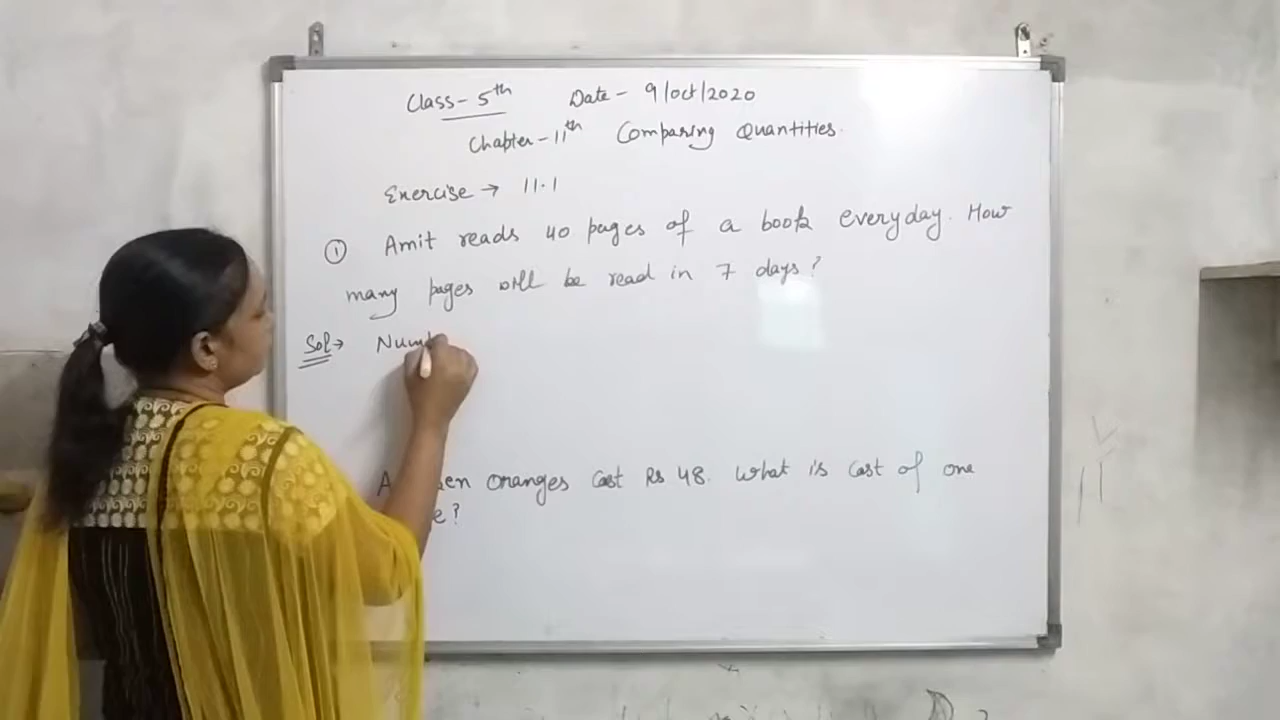 Class - 5th Date - 9/Oct/2020
Chapter - 11th Comparing Quantities.
Exercise → 11.1
① Amit reads 40 pages of a book everyday. How
many pages will be read in 7 days?
Sol→ Numb
A oranges cost Rs 48. What is cost of one
?